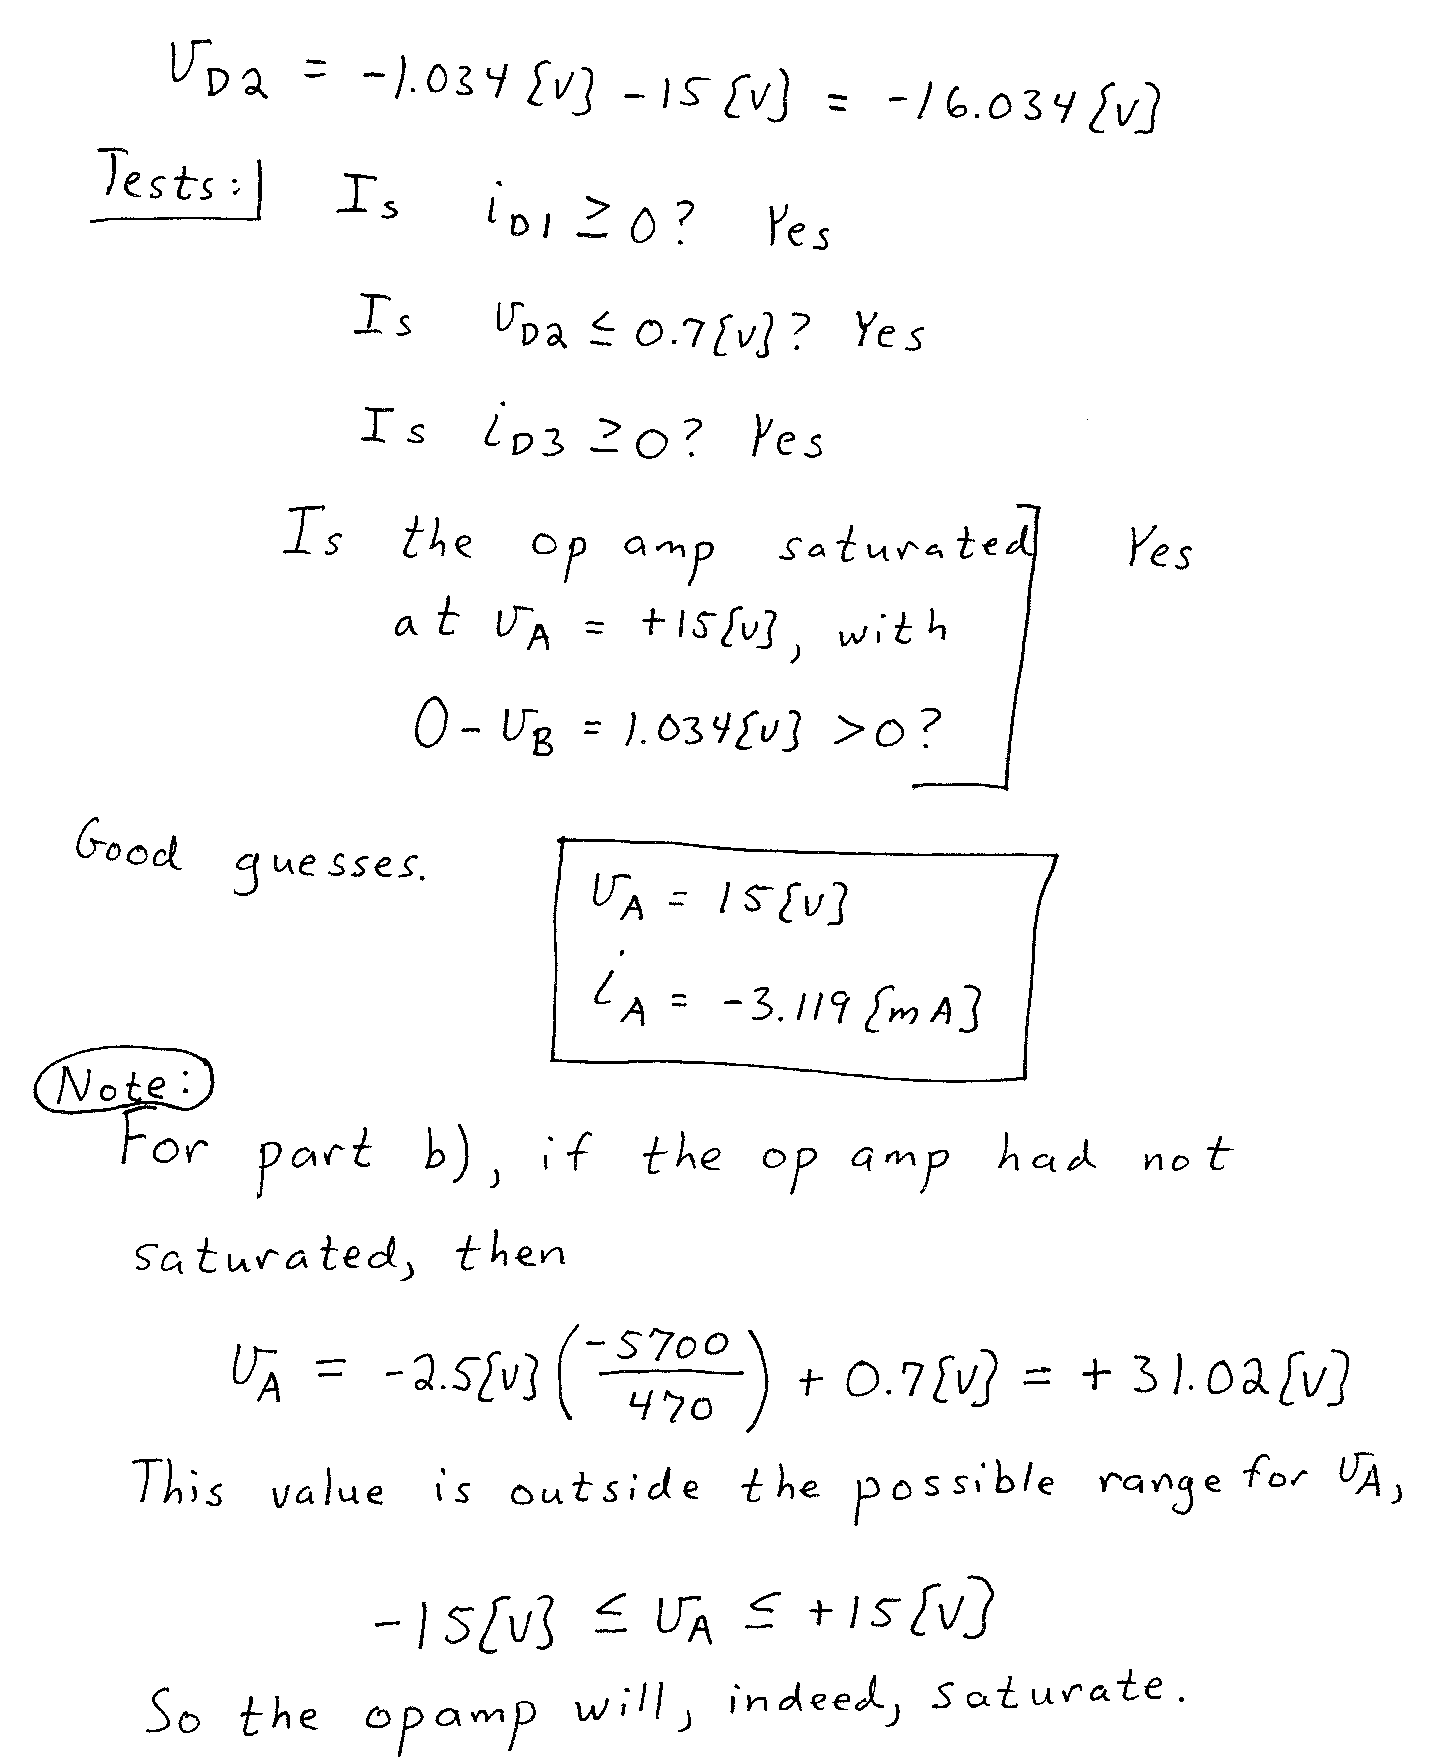 v_D2 = -1.034{v} - 15{v} = -16.034{v}
Tests: Is i_D1 ≥ 0? Yes
Is v_D2 ≤ 0.7{v}? Yes
Is i_D3 ≥ 0? Yes
Is the op amp saturated Yes
at v_A = +15{v}, with
0 - v_B = 1.034{v} > 0?
Good guesses.
v_A = 15{v}
i_A = -3.119{mA}
Note:
For part b), if the op amp had not
saturated, then
v_A = -2.5{v}(-5700/470) + 0.7{v} = +31.02{v}
This value is outside the possible range for v_A,
-15{v} ≤ v_A ≤ +15{v}
So the opamp will, indeed, saturate.